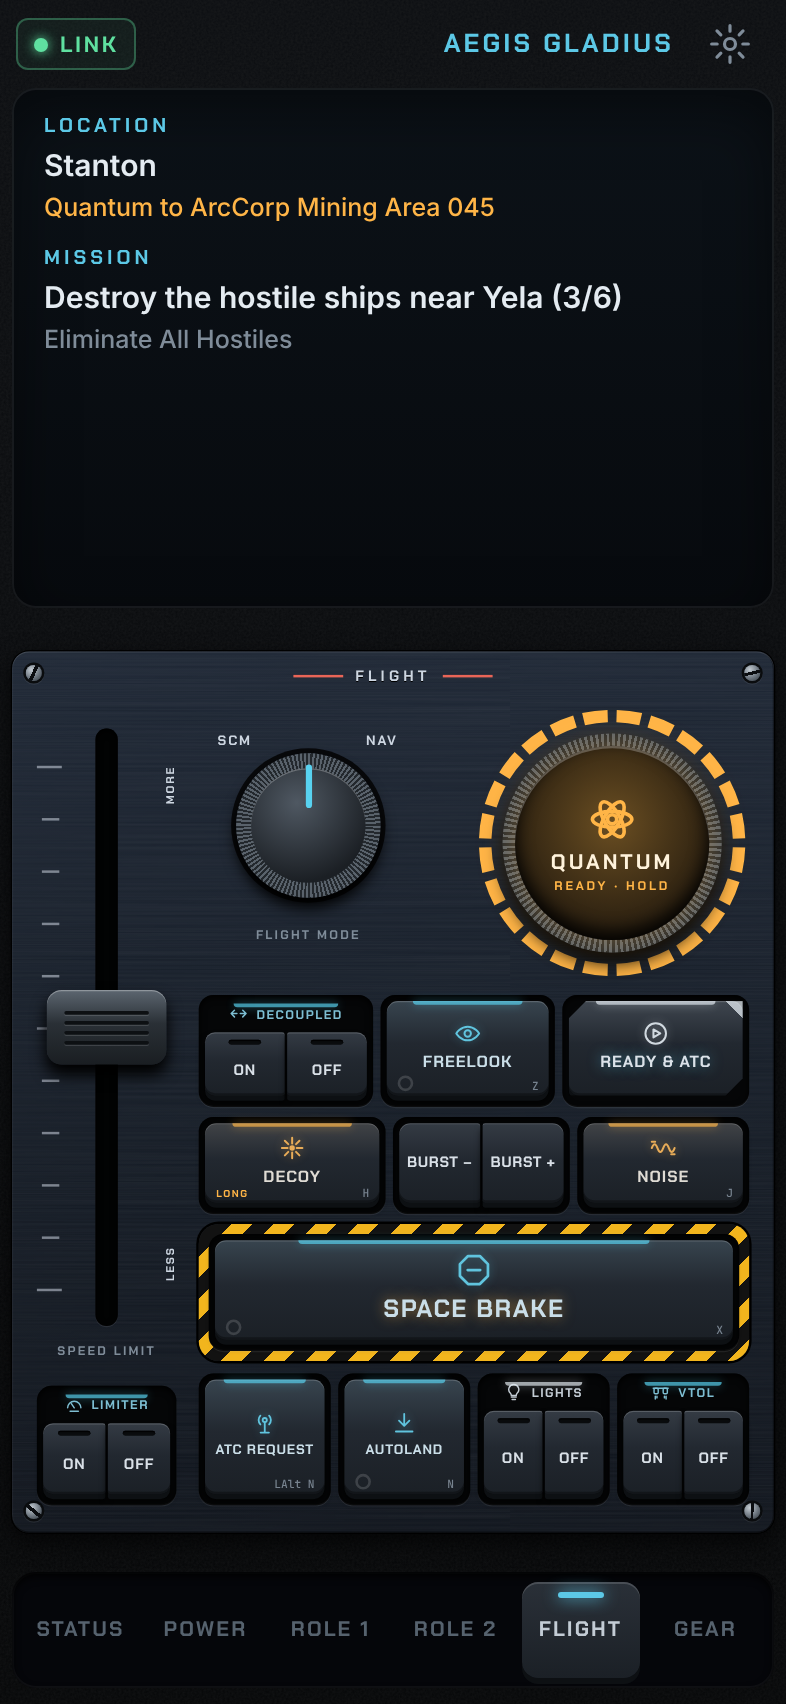 LINK
AEGIS GLADIUS
LOCATION
Stanton
Quantum to ArcCorp Mining Area 045
MISSION
Destroy the hostile ships near Yela (3/6)
Eliminate All Hostiles
FLIGHT
MORE
LESS
SPEED LIMIT
SCM
NAV
FLIGHT MODE
QUANTUM
READY · HOLD
DECOUPLED
ON
OFF
FREELOOK
Z
READY & ATC
DECOY
LONG
H
BURST –
BURST +
NOISE
J
SPACE BRAKE
X
LIMITER
ON
OFF
ATC REQUEST
LAlt N
AUTOLAND
N
LIGHTS
ON
OFF
VTOL
ON
OFF
STATUS
POWER
ROLE 1
ROLE 2
FLIGHT
GEAR